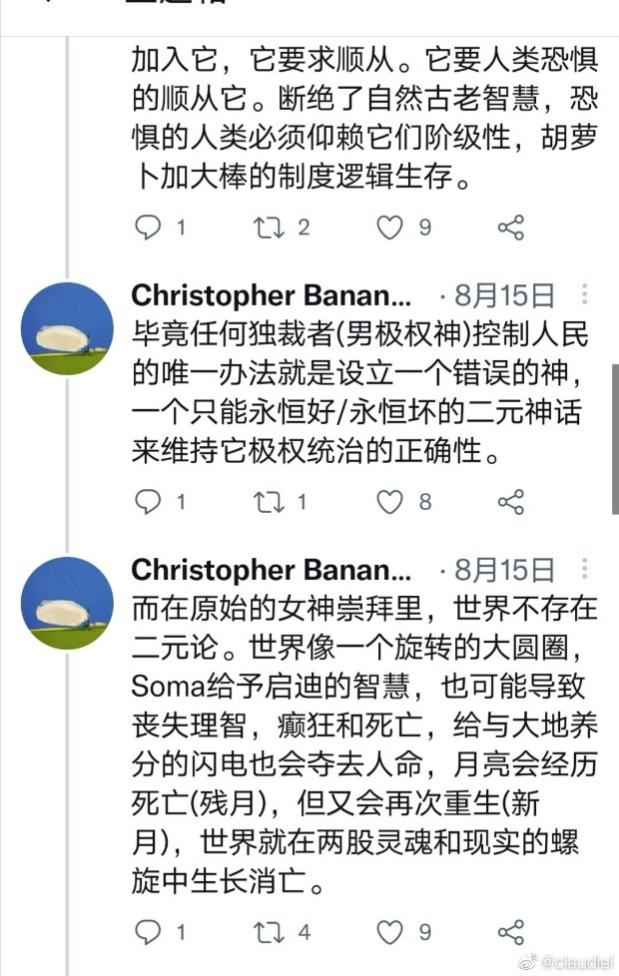 加入它，它要求顺从。它要人类恐惧
的顺从它。断绝了自然古老智慧，恐
惧的人类必须仰赖它们阶级性，胡萝
卜加大棒的制度逻辑生存。
1 2 9
Christopher Banan... · 8月15日
毕竟任何独裁者(男极权神)控制人民
的唯一办法就是设立一个错误的神，
一个只能永恒好/永恒坏的二元神话
来维持它极权统治的正确性。
1 1 8
Christopher Banan... · 8月15日
而在原始的女神崇拜里，世界不存在
二元论。世界像一个旋转的大圆圈，
Soma给予启迪的智慧，也可能导致
丧失理智，癫狂和死亡，给与大地养
分的闪电也会夺去人命，月亮会经历
死亡(残月)，但又会再次重生(新
月)，世界就在两股灵魂和现实的螺
旋中生长消亡。
1 4 9
@claudiel